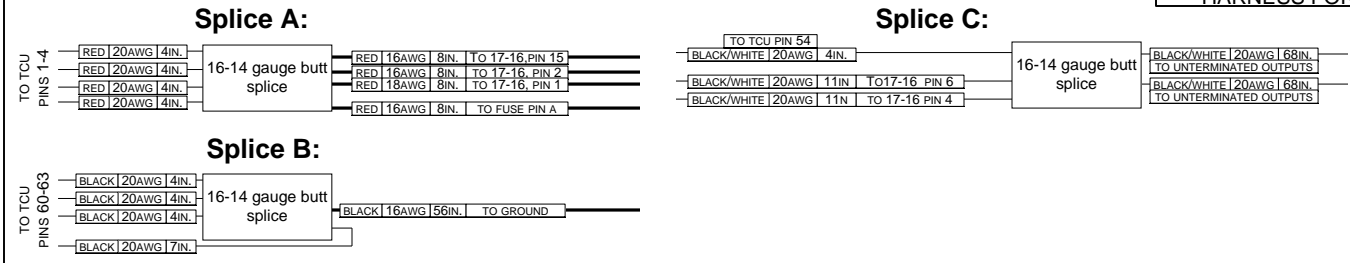 Splice A:
TO TCU
PINS 1-4
RED 20AWG 4IN.
RED 20AWG 4IN.
RED 20AWG 4IN.
RED 20AWG 4IN.
16-14 gauge butt
splice
RED 16AWG 8IN. TO 17-16,PIN 15
RED 16AWG 8IN. TO 17-16, PIN 2
RED 18AWG 8IN. TO 17-16, PIN 1
RED 16AWG 8IN. TO FUSE PIN A
Splice B:
TO TCU
PINS 60-63
BLACK 20AWG 4IN.
BLACK 20AWG 4IN.
BLACK 20AWG 4IN.
BLACK 20AWG 7IN.
16-14 gauge butt
splice
BLACK 16AWG 56IN. TO GROUND
Splice C:
TO TCU PIN 54
BLACK/WHITE 20AWG 4IN.
BLACK/WHITE 20AWG 11IN TO17-16 PIN 6
BLACK/WHITE 20AWG 11N TO 17-16 PIN 4
16-14 gauge butt
splice
BLACK/WHITE 20AWG 68IN.
TO UNTERMINATED OUTPUTS
BLACK/WHITE 20AWG 68IN.
TO UNTERMINATED OUTPUTS